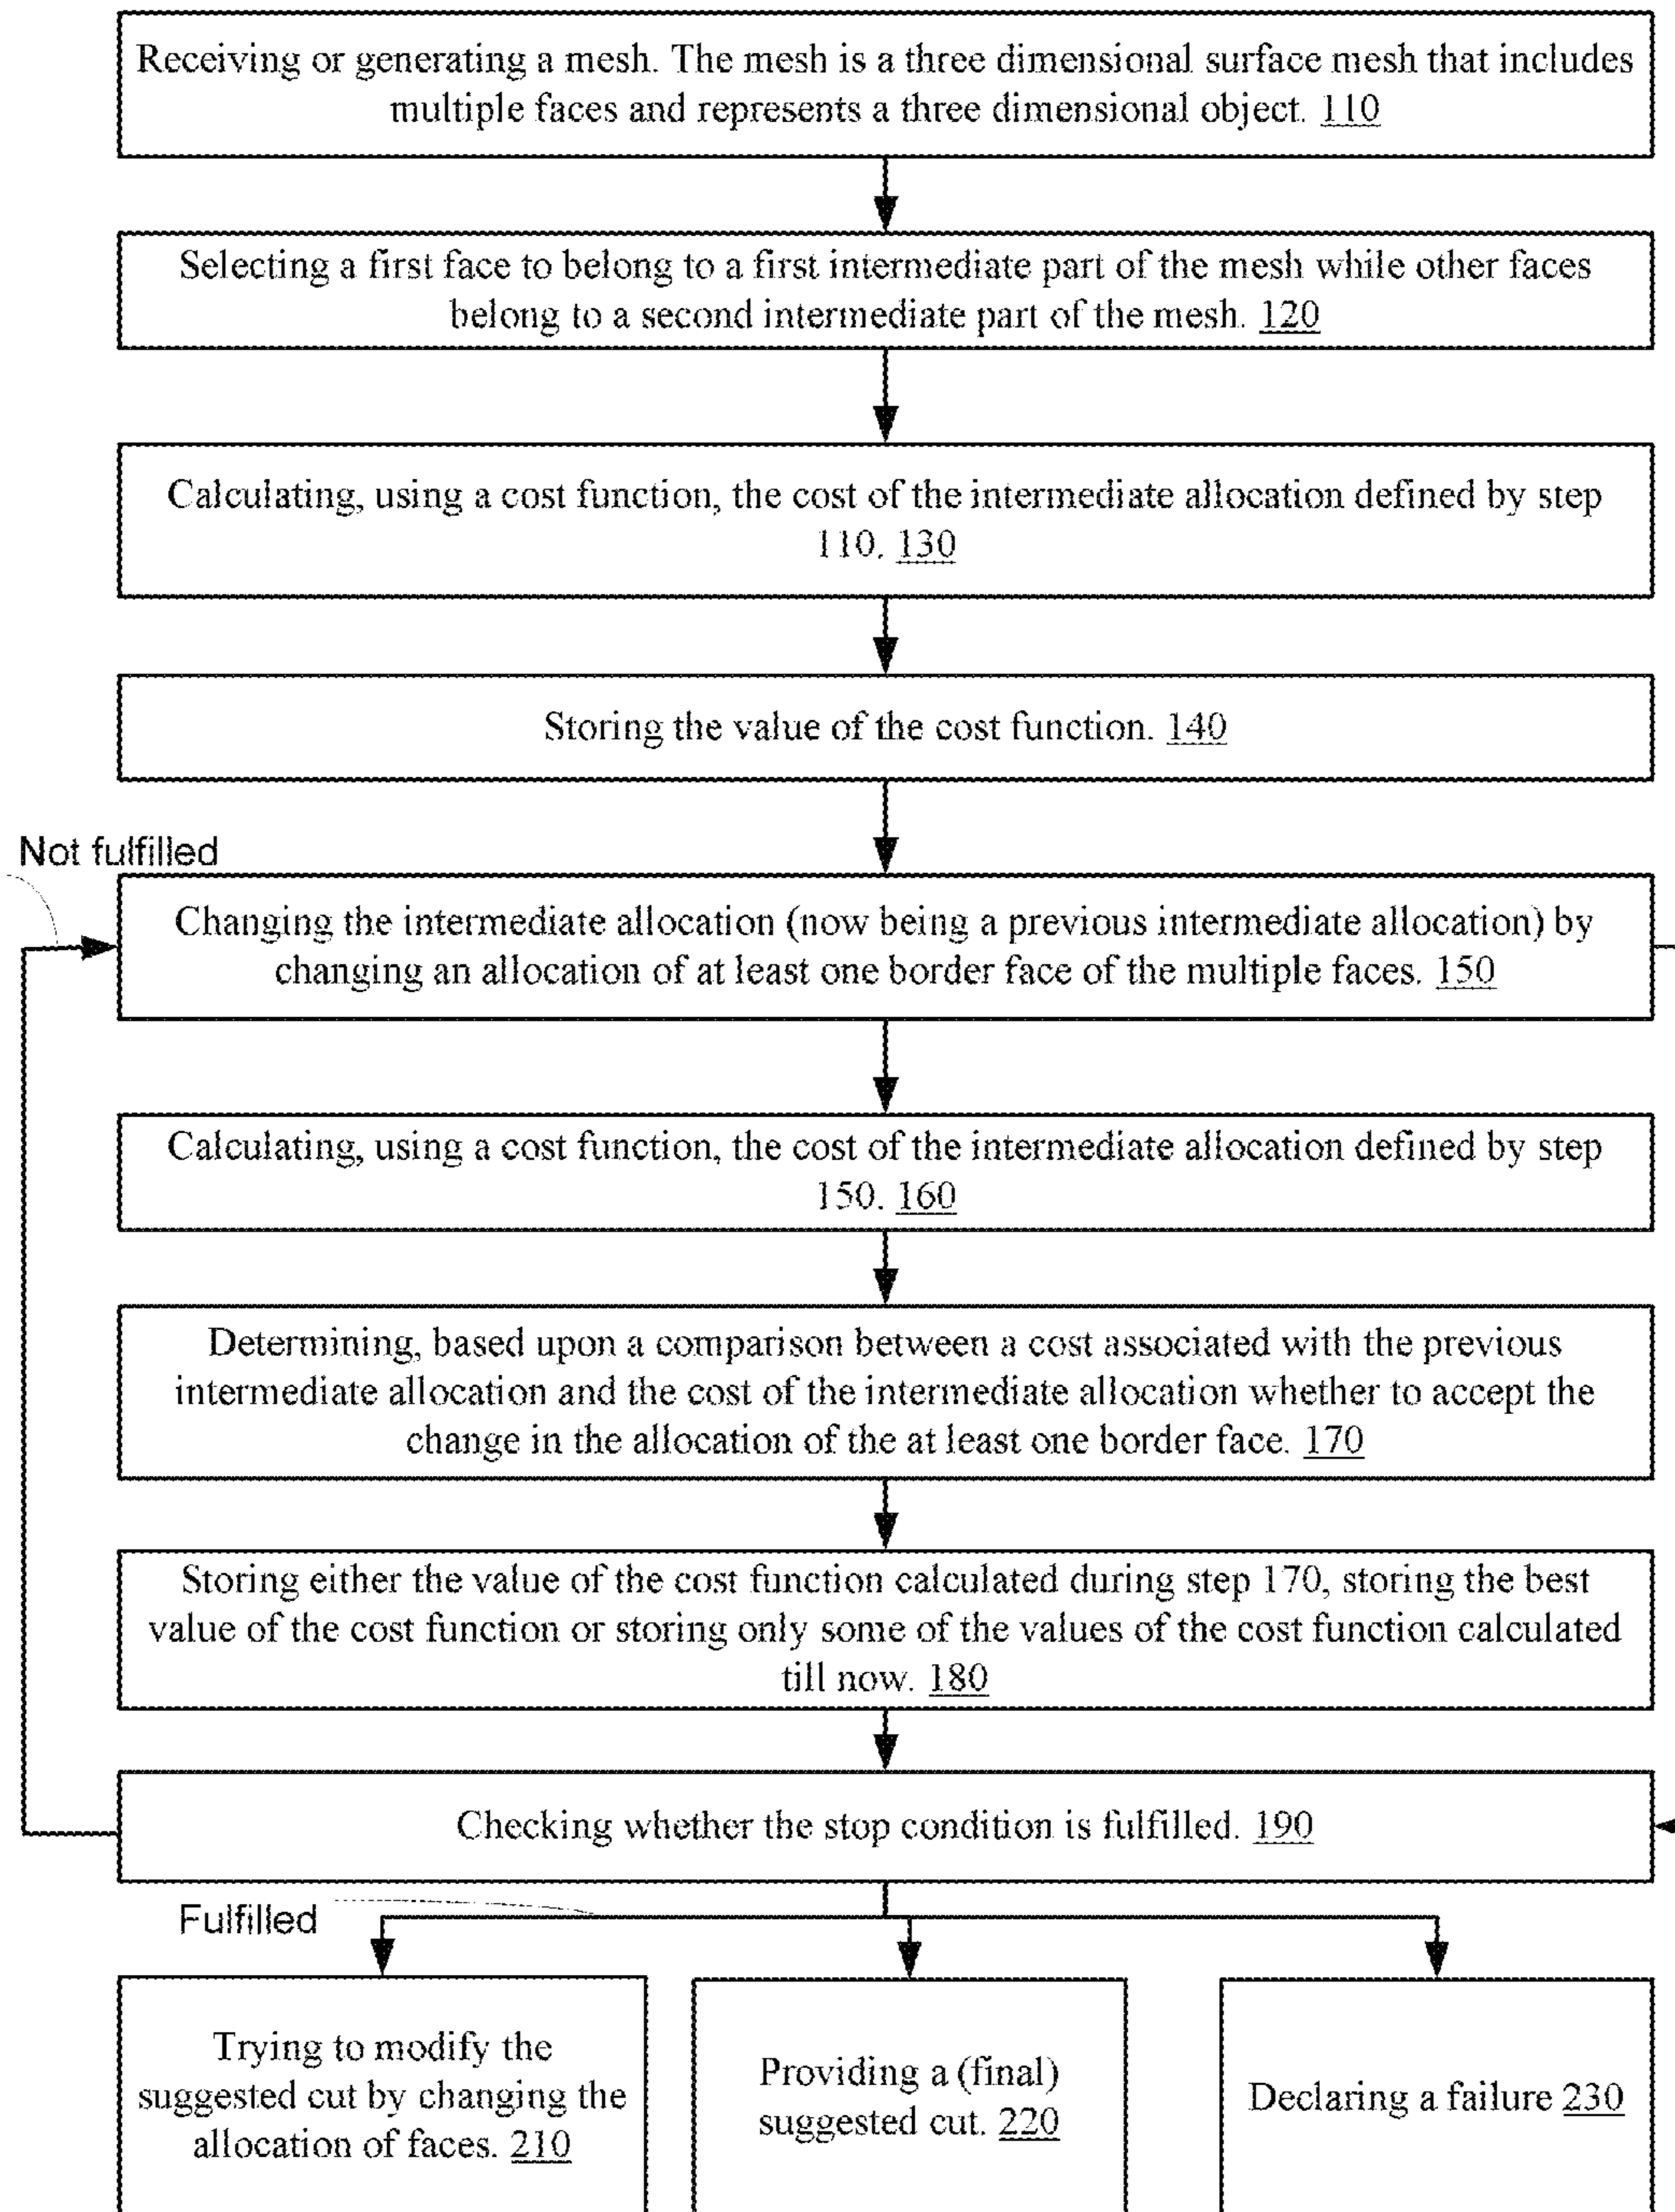 Receiving or generating a mesh. The mesh is a three dimensional surface mesh that includes
multiple faces and represents a three dimensional object. 110
Selecting a first face to belong to a first intermediate part of the mesh while other faces
belong to a second intermediate part of the mesh. 120
Calculating, using a cost function, the cost of the intermediate allocation defined by step
110. 130
Storing the value of the cost function. 140
Not fulfilled
Changing the intermediate allocation (now being a previous intermediate allocation) by
changing an allocation of at least one border face of the multiple faces. 150
Calculating, using a cost function, the cost of the intermediate allocation defined by step
150. 160
Determining, based upon a comparison between a cost associated with the previous
intermediate allocation and the cost of the intermediate allocation whether to accept the
change in the allocation of the at least one border face. 170
Storing either the value of the cost function calculated during step 170, storing the best
value of the cost function or storing only some of the values of the cost function calculated
till now. 180
Checking whether the stop condition is fulfilled. 190
Fulfilled
Trying to modify the
suggested cut by changing the
allocation of faces. 210
Providing a (final)
suggested cut. 220
Declaring a failure 230